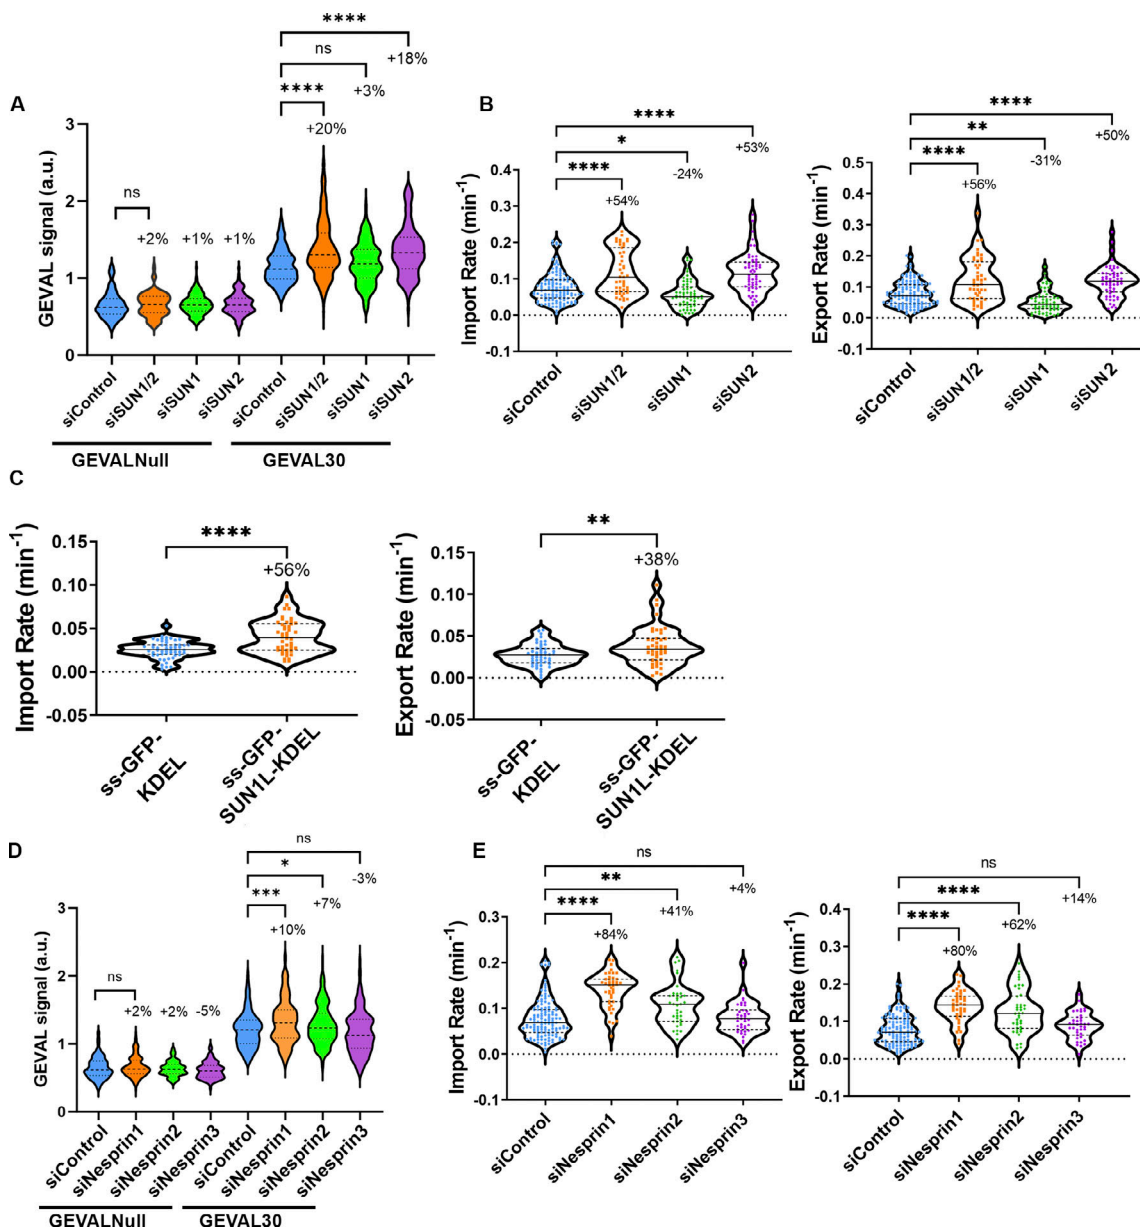 A
****
ns
+18%
****
+3%
+20%
GEVAL signal (a.u.)
3
2
1
0
ns
+2%
+1%
+1%
siControl
siSUN1/2
siSUN1
siSUN2
siControl
siSUN1/2
siSUN1
siSUN2
GEVALNull
GEVAL30
B
****
*
+53%
****
-24%
+54%
Import Rate (min⁻¹)
0.4
0.3
0.2
0.1
0.0
-0.1
siControl
siSUN1/2
siSUN1
siSUN2
****
**
+50%
****
-31%
+56%
Export Rate (min⁻¹)
0.5
0.4
0.3
0.2
0.1
0.0
-0.1
siControl
siSUN1/2
siSUN1
siSUN2
C
****
+56%
Import Rate (min⁻¹)
0.15
0.10
0.05
0.00
-0.05
ss-GFP-
KDEL
ss-GFP-
SUN1L-KDEL
**
+38%
Export Rate (min⁻¹)
0.15
0.10
0.05
0.00
-0.05
ss-GFP-
KDEL
ss-GFP-
SUN1L-KDEL
D
ns
*
-3%
***
+7%
+10%
GEVAL signal (a.u.)
3
2
1
0
ns
+2%
+2%
-5%
siControl
siNesprin1
siNesprin2
siNesprin3
siControl
siNesprin1
siNesprin2
siNesprin3
GEVALNull
GEVAL30
E
ns
**
+4%
****
+41%
+84%
Import Rate (min⁻¹)
0.3
0.2
0.1
0.0
-0.1
siControl
siNesprin1
siNesprin2
siNesprin3
ns
****
+14%
****
+62%
+80%
Export Rate (min⁻¹)
0.4
0.3
0.2
0.1
0.0
-0.1
siControl
siNesprin1
siNesprin2
siNesprin3